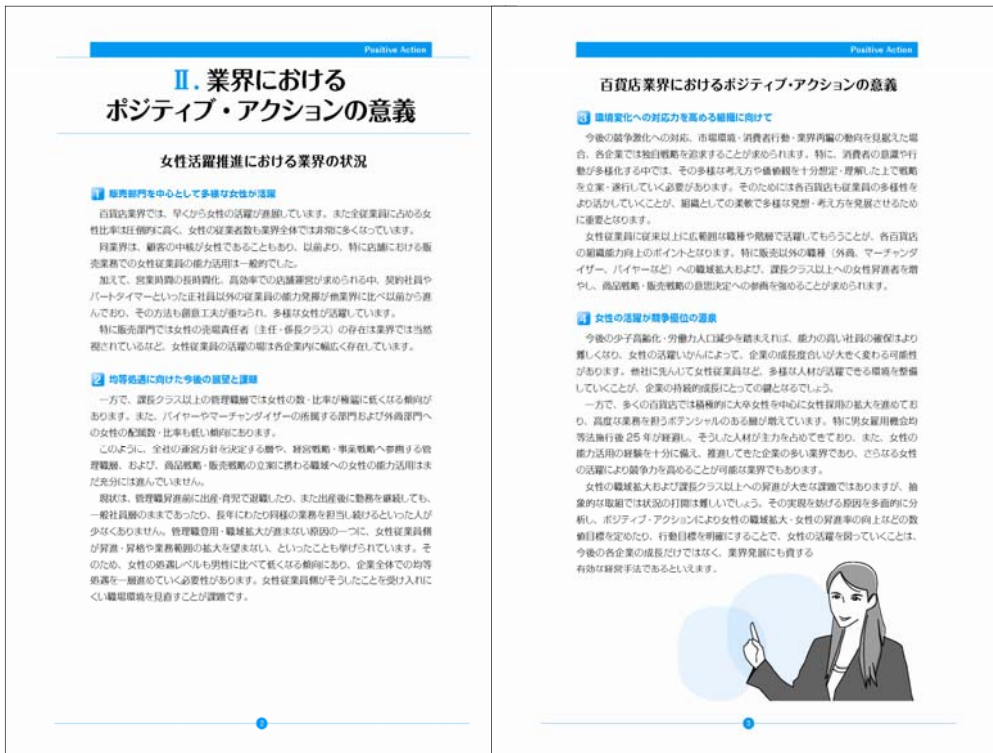 Positive Action
Ⅱ. 業界における
ポジティブ・アクションの意義
女性活躍推進における業界の状況
1 販売部門を中心として多様な女性が活躍
百貨店業界では、早くから女性の活躍が進展しています。また全従業員に占める女
性比率は圧倒的に高く、女性の従業者数も業界全体では非常に多くなっています。
同業界は、顧客の中核が女性であることもあり、以前より、特に店舗における販
売業務での女性従業員の能力活用は一般的でした。
加えて、営業時間の長時間化、高効率での店舗運営が求められる中、契約社員や
パートタイマーといった正社員以外の従業員の能力発揮が他業界に比べ以前から進
んでおり、その方法も創意工夫が重ねられ、多様な女性が活躍しています。
特に販売部門では女性の売場責任者（主任・係長クラス）の存在は業界では当然
視されているなど、女性従業員の活躍の場は各企業内に幅広く存在しています。
2 均等処遇に向けた今後の展望と課題
一方で、課長クラス以上の管理職層では女性の数・比率が極端に低くなる傾向が
あります。また、バイヤーやマーチャンダイザーの所属する部門および外商部門へ
の女性の配属数・比率も低い傾向にあります。
このように、全社の運営方針を決定する層や、経営戦略・事業戦略へ参画する管
理職層、および、商品戦略・販売戦略の立案に携わる職域への女性の能力活用はま
だ充分には進んでいません。
現状は、管理職昇進前に出産・育児で退職したり、また出産後に勤務を継続しても、
一般社員層のままであったり、長年にわたり同様の業務を担当し続けるといった人が
少なくありません。管理職登用・職域拡大が進まない原因の一つに、女性従業員側
が昇進・昇格や業務範囲の拡大を望まない、といったことも挙げられています。そ
のため、女性の処遇レベルも男性に比べて低くなる傾向にあり、企業全体での均等
処遇を一層進めていく必要性があります。女性従業員側がそうしたことを受け入れに
くい職場環境を見直すことが課題です。
2
Positive Action
百貨店業界におけるポジティブ・アクションの意義
3 環境変化への対応力を高める組織に向けて
今後の競争激化への対応、市場環境・消費者行動・業界再編の動向を見据えた場
合、各企業では独自戦略を追求することが求められます。特に、消費者の意識や行
動が多様化する中では、その多様な考え方や価値観を十分想定・理解した上で戦略
を立案・遂行していく必要があります。そのためには各百貨店も従業員の多様性を
より活かしていくことが、組織としての柔軟で多様な発想・考え方を発展させるため
に重要となります。
女性従業員に従来以上に広範囲な職種や階層で活躍してもらうことが、各百貨店
の組織能力向上のポイントとなります。特に販売以外の職種（外商、マーチャンダ
イザー、バイヤーなど）への職域拡大および、課長クラス以上への女性昇進者を増
やし、商品戦略・販売戦略の意思決定への参画を強めることが求められます。
4 女性の活躍が競争優位の源泉
今後の少子高齢化・労働力人口減少を踏まえれば、能力の高い社員の確保はより
難しくなり、女性の活躍いかんによって、企業の成長度合いが大きく変わる可能性
があります。他社に先んじて女性従業員など、多様な人材が活躍できる環境を整備
していくことが、企業の持続的成長にとっての鍵となるでしょう。
一方で、多くの百貨店では積極的に大卒女性を中心に女性採用の拡大を進めてお
り、高度な業務を担うポテンシャルのある層が増えています。特に男女雇用機会均
等法施行後 25 年が経過し、そうした人材が主力を占めてきており、また、女性の
能力活用の経験を十分に備え、推進してきた企業の多い業界であり、さらなる女性
の活躍により競争力を高めることが可能な業界でもあります。
女性の職域拡大および課長クラス以上への昇進が大きな課題ではありますが、抽
象的な取組では状況の打開は難しいでしょう。その実現を妨げる原因を多面的に分
析し、ポジティブ・アクションにより女性の職域拡大・女性の昇進率の向上などの数
値目標を定めたり、行動目標を明確にすることで、女性の活躍を図っていくことは、
今後の各企業の成長だけではなく、業界発展にも資する
有効な経営手法であるといえます。
3